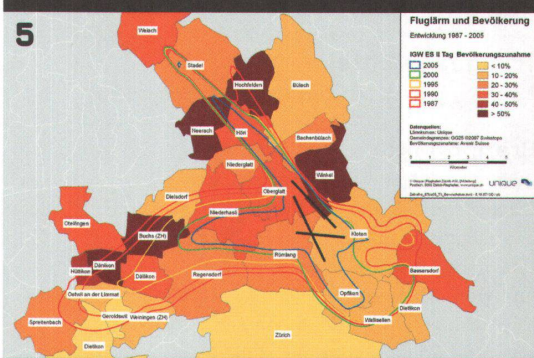 5
Fluglärm und Bevölkerung
Entwicklung 1987 - 2005
IGW ES II Tag Bevölkerungszunahme
2005 < 10%
2000 10 - 20%
1995 20 - 30%
1990 30 - 40%
1987 40 - 50%
> 50%
Datenquellen:
Kilometer
unique
Weiach
Stadel
Hochfelden
Bülach
Neerach
Höri
Bachenbülach
Niederglatt
Winkel
Dielsdorf
Oberglatt
Otelfingen
Niederhasli
Buchs (ZH)
Kloten
Dänikon
Hüttikon
Rümlang
Bassersdorf
Dällikon
Regensdorf
Oetwil an der Limmat
Opfikon
Dietlikon
Geroldswil
Weiningen (ZH)
Spreitenbach
Wallisellen
Zürich
Dietikon